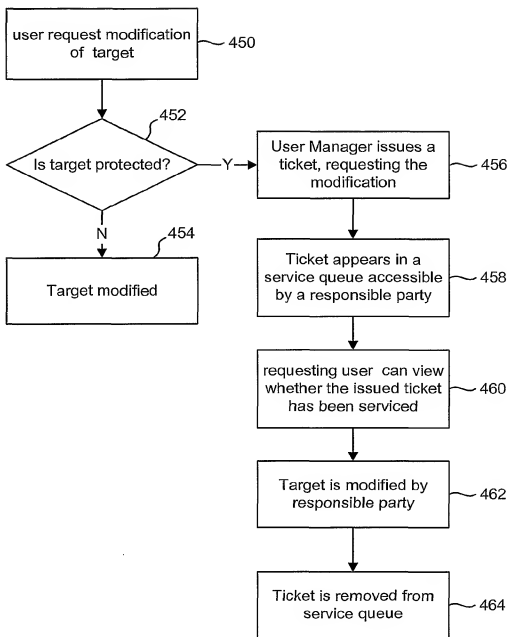 user request modification
of target
450
452
Is target protected?
Y
N
454
Target modified
User Manager issues a
ticket, requesting the
modification
456
Ticket appears in a
service queue accessible
by a responsible party
458
requesting user can view
whether the issued ticket
has been serviced
460
Target is modified by
responsible party
462
Ticket is removed from
service queue
464